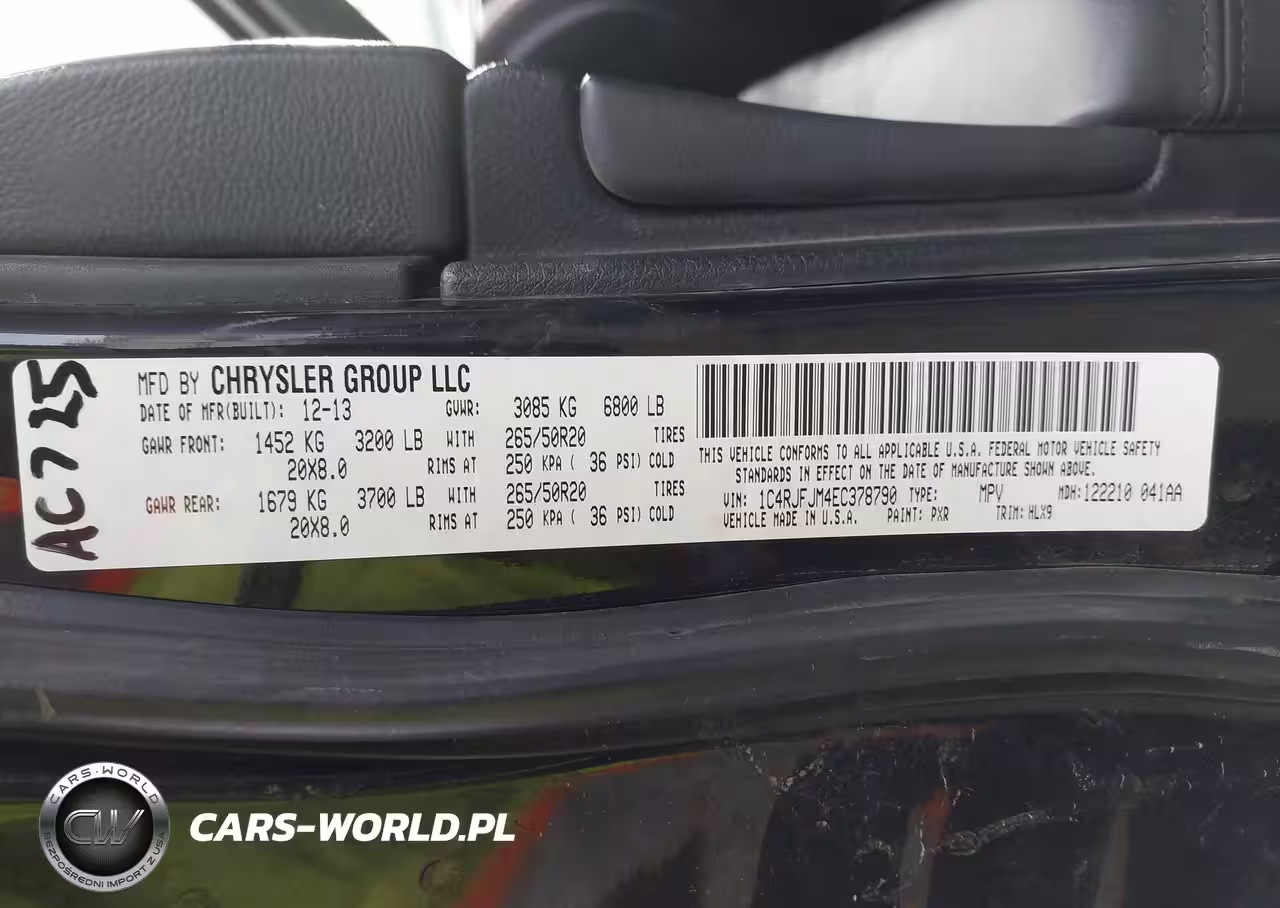 AC725
MFD BY CHRYSLER GROUP LLC
DATE OF MFR(BUILT): 12-13 GVWR: 3085 KG 6800 LB
GAWR FRONT: 1452 KG 3200 LB WITH 265/50R20 TIRES
20X8.0 RIMS AT 250 KPA ( 36 PSI) COLD
GAWR REAR: 1679 KG 3700 LB WITH 265/50R20 TIRES
20X8.0 RIMS AT 250 KPA ( 36 PSI) COLD
THIS VEHICLE CONFORMS TO ALL APPLICABLE U.S.A. FEDERAL MOTOR VEHICLE SAFETY
STANDARDS IN EFFECT ON THE DATE OF MANUFACTURE SHOWN ABOVE.
VIN: 1C4RJFJM4EC378790 TYPE: MPV MDH:122210 041AA
VEHICLE MADE IN U.S.A. PAINT: PXR TRIM: HLX9
CARS-WORLD
CW
BEZPOŚREDNI IMPORT Z USA
CARS-WORLD.PL